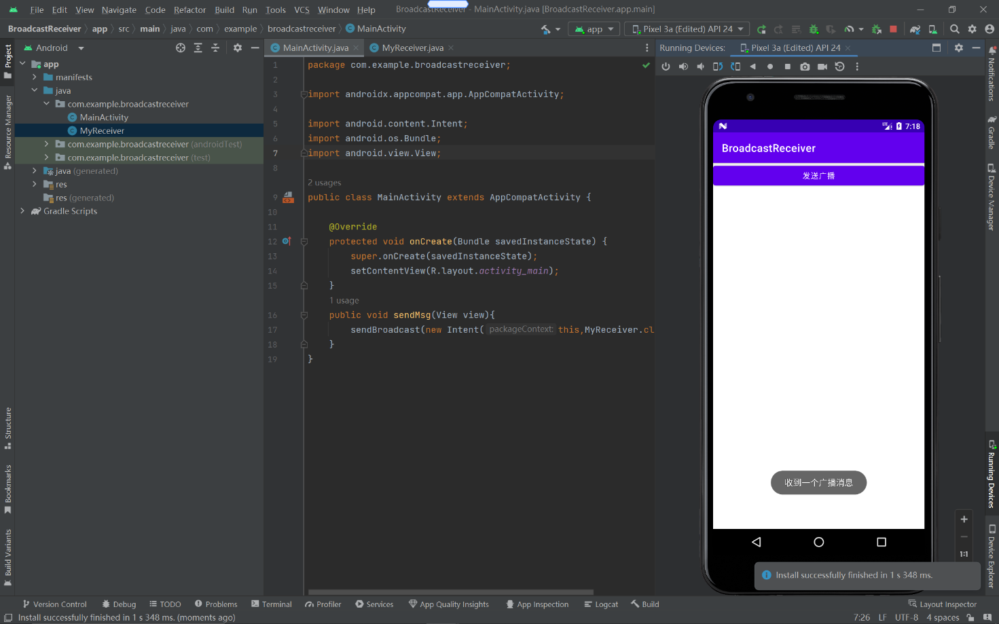 File Edit View Navigate Code Refactor Build Run Tools VCS Window Help BroadcastReceiver - MainActivity.java [BroadcastReceiver.app.main]
BroadcastReceiver app src main java com example broadcastreceiver MainActivity app Pixel 3a (Edited) API 24
Project
Resource Manager
Structure
Bookmarks
Build Variants
Android
app
manifests
java
com.example.broadcastreceiver
MainActivity
MyReceiver
com.example.broadcastreceiver (androidTest)
com.example.broadcastreceiver (test)
java (generated)
res
res (generated)
Gradle Scripts
MainActivity.java MyReceiver.java
1 package com.example.broadcastreceiver;
2
3 import androidx.appcompat.app.AppCompatActivity;
4
5 import android.content.Intent;
6 import android.os.Bundle;
7 import android.view.View;
8
2 usages
9 public class MainActivity extends AppCompatActivity {
10
11 @Override
12 protected void onCreate(Bundle savedInstanceState) {
13 super.onCreate(savedInstanceState);
14 setContentView(R.layout.activity_main);
15 }
1 usage
16 public void sendMsg(View view){
17 sendBroadcast(new Intent( packageContext: this,MyReceiver.cl
18 }
19 }
Running Devices: Pixel 3a (Edited) API 24
LTE 7:18
BroadcastReceiver
发送广播
收到一个广播消息
1:1
Install successfully finished in 1 s 348 ms.
Notifications
Gradle
Device Manager
Running Devices
Device Explorer
Version Control Debug TODO Problems Terminal Profiler Services App Quality Insights App Inspection Logcat Build Layout Inspector
Install successfully finished in 1 s 348 ms. (moments ago) 7:26 LF UTF-8 4 spaces